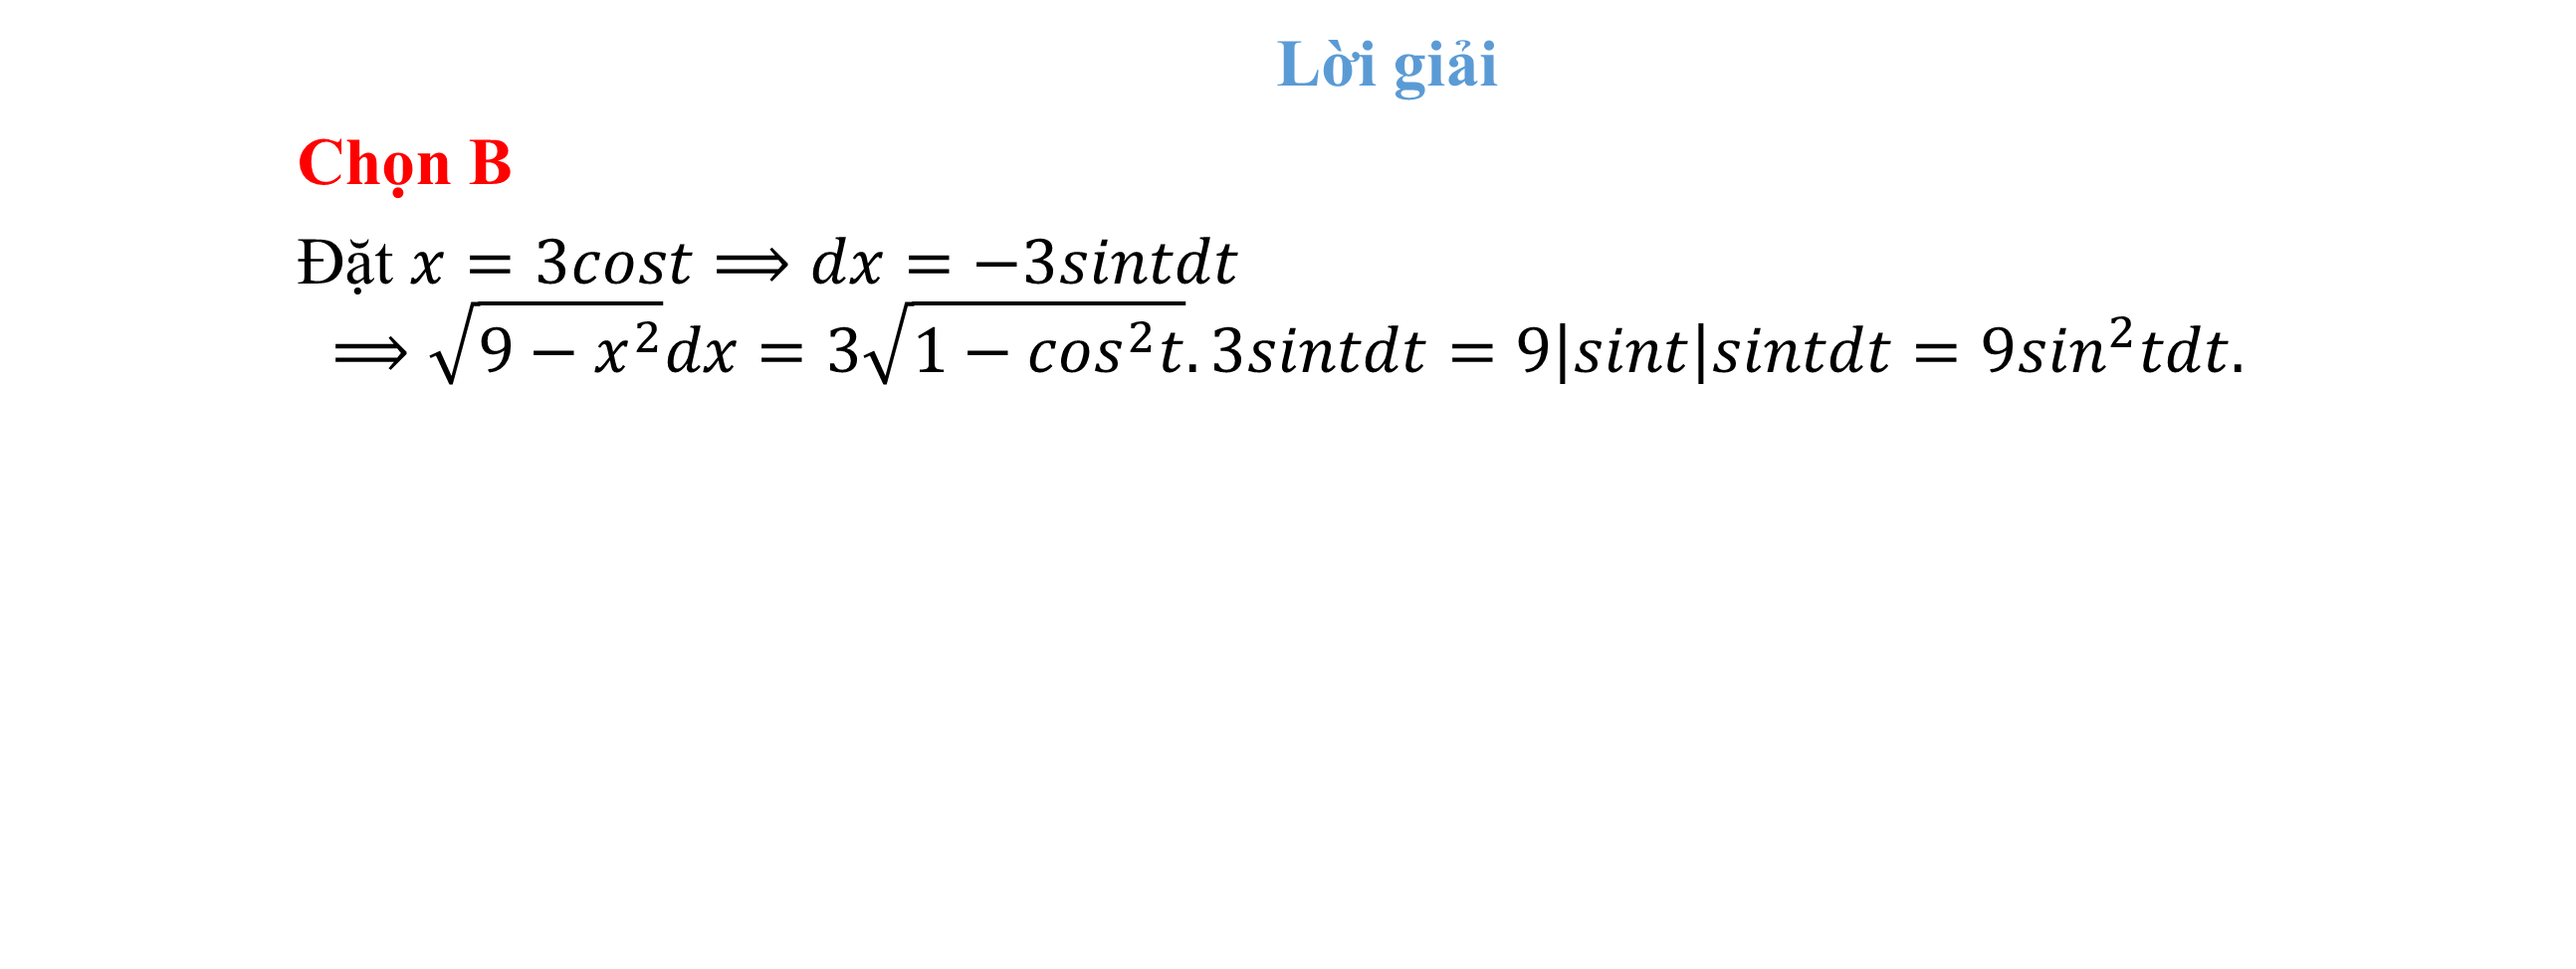 Lời giải
Chọn B
Đặt x = 3cost ⟹ dx = −3sintdt
⟹ √(9 − x²)dx = 3√(1 − cos²t). 3sintdt = 9|sint|sintdt = 9sin²tdt.